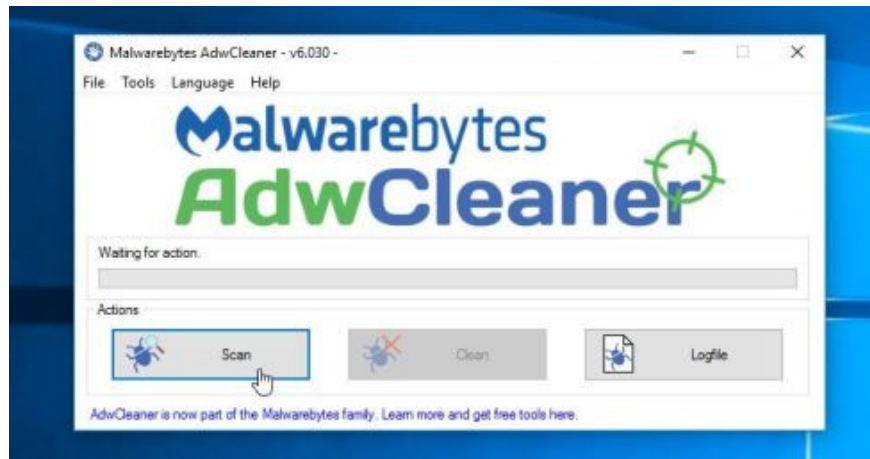 Malwarebytes AdwCleaner - v6.030 -
File Tools Language Help
Malwarebytes
AdwCleaner
Waiting for action.
Actions
Scan Clean Logfile
AdwCleaner is now part of the Malwarebytes family. Learn more and get free tools here.